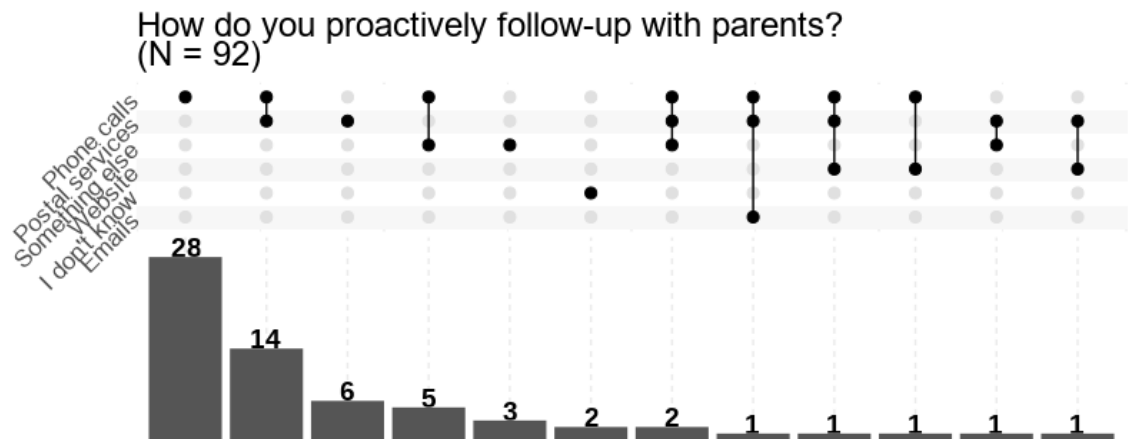 How do you proactively follow-up with parents?
(N = 92)
Phone calls
Postal services
Something else
Website
I don't know
Emails
28
14
6
5
3
2
2
1
1
1
1
1